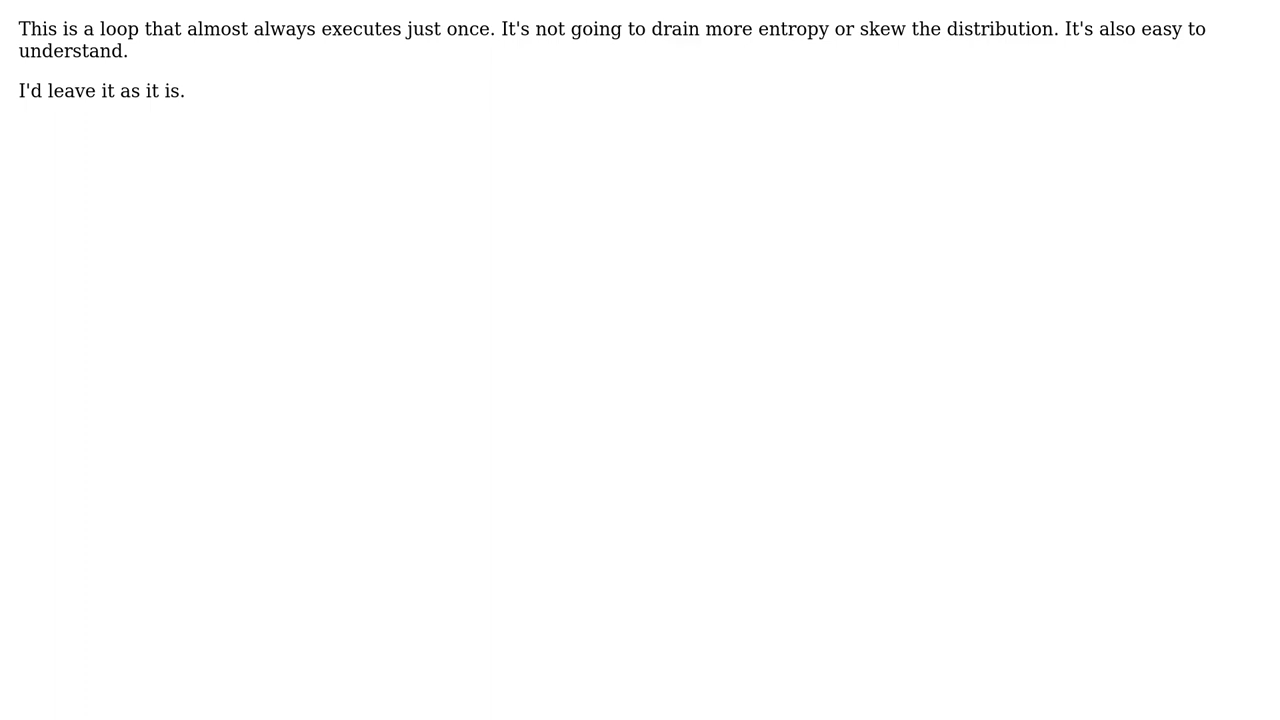 This is a loop that almost always executes just once. It's not going to drain more entropy or skew the distribution. It's also easy to
understand.
I'd leave it as it is.